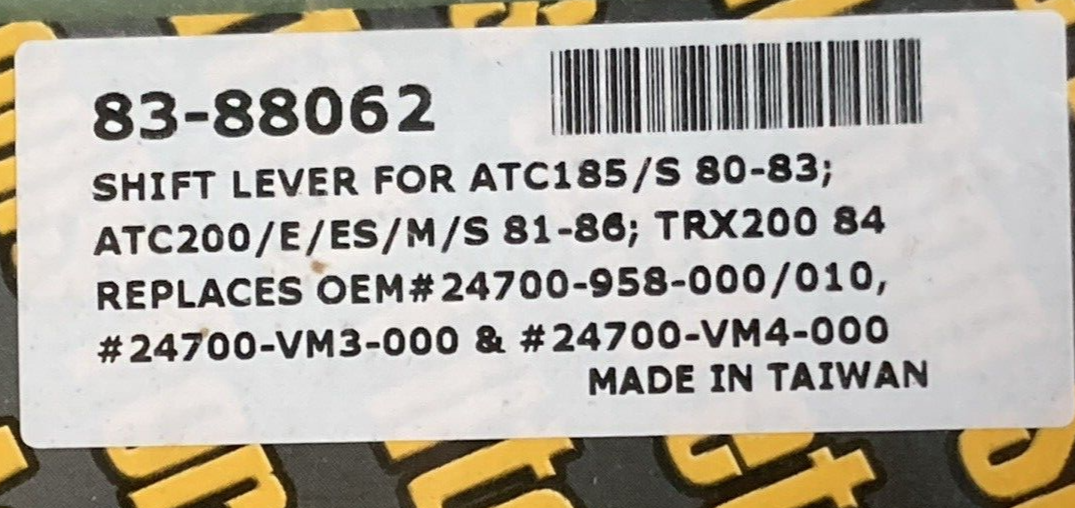 83-88062
SHIFT LEVER FOR ATC185/S 80-83;
ATC200/E/ES/M/S 81-86; TRX200 84
REPLACES OEM#24700-958-000/010,
#24700-VM3-000 & #24700-VM4-000
MADE IN TAIWAN